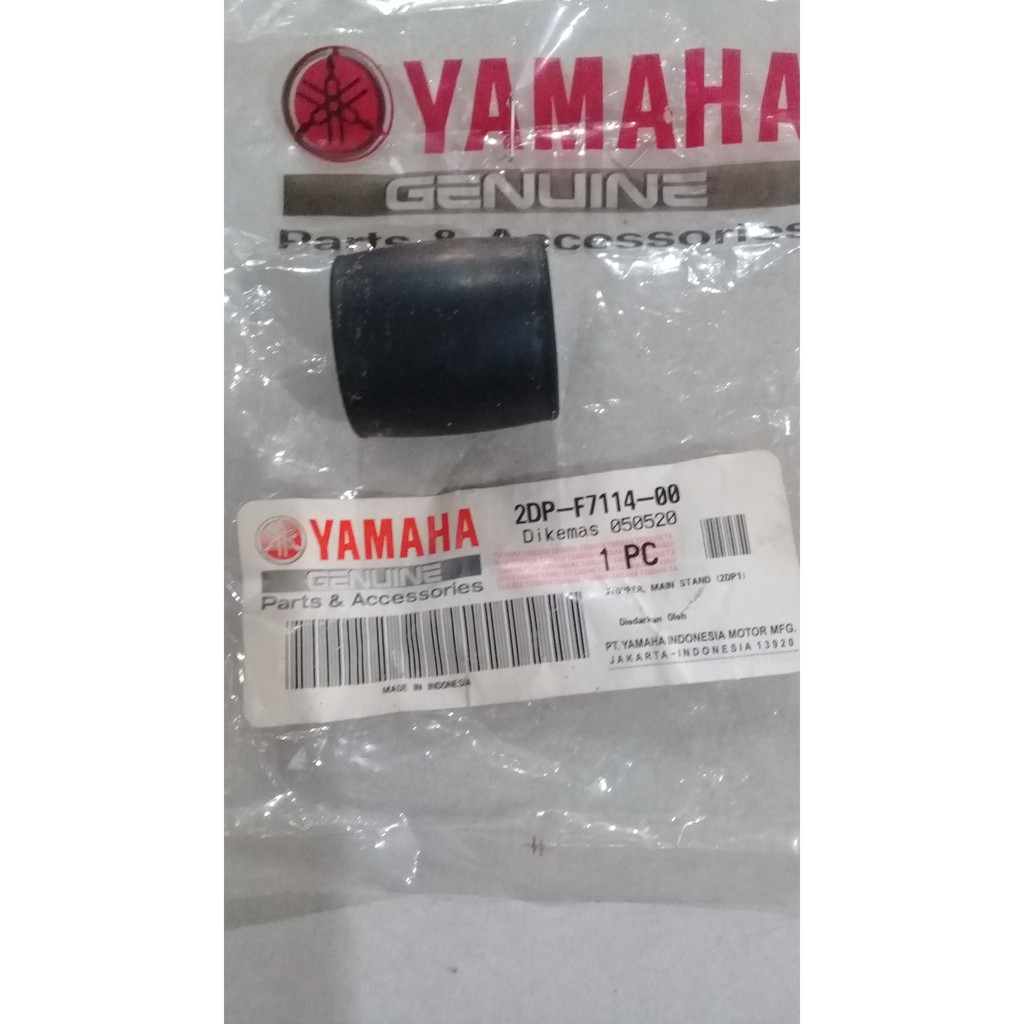 YAMAHA
GENUINE
Parts & Accessories
YAMAHA
GENUINE
Parts & Accessories
2DP-F7114-00
Dikemas 050520
1 PC
STOPPER, MAIN STAND (2DP1)
Diedarkan Oleh
PT. YAMAHA INDONESIA MOTOR MFG.
JAKARTA-INDONESIA 13920
MADE IN INDONESIA